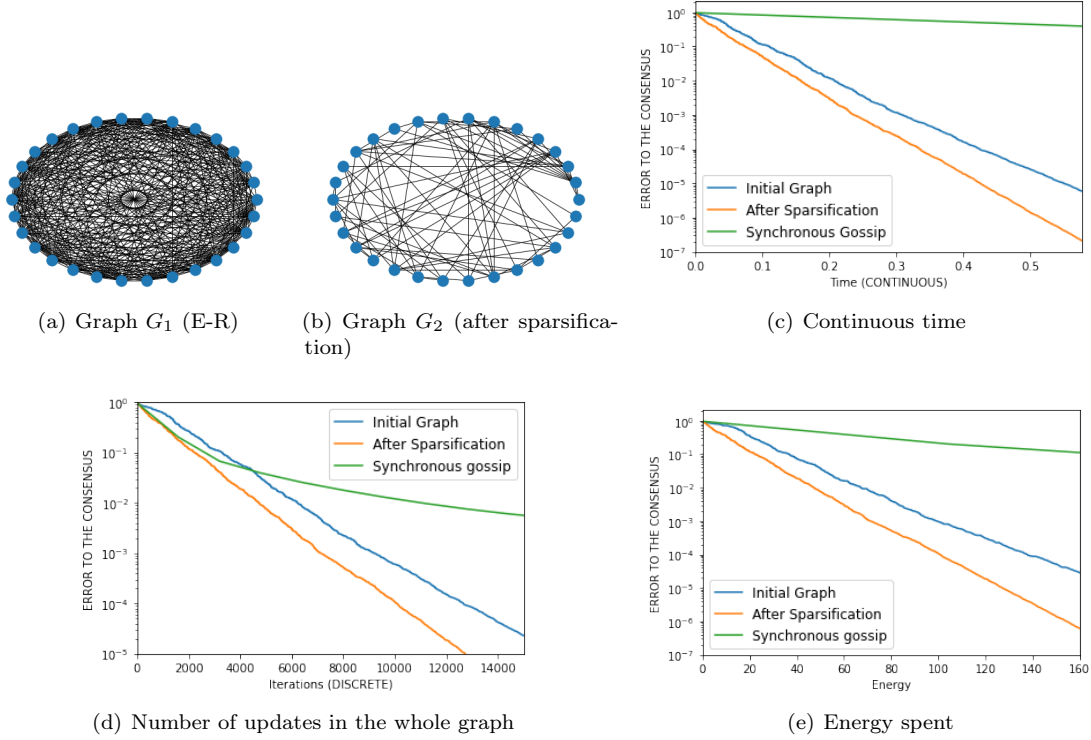 10^0
10^-1
10^-2
10^-3
10^-4
10^-5
10^-6
10^-7
ERROR TO THE CONSENSUS
Initial Graph
After Sparsification
Synchronous Gossip
0.0 0.1 0.2 0.3 0.4 0.5
Time (CONTINUOUS)
(a) Graph G_1 (E-R)
(b) Graph G_2 (after sparsifica-
tion)
(c) Continuous time
10^0
10^-1
10^-2
10^-3
10^-4
10^-5
ERROR TO THE CONSENSUS
Initial Graph
After Sparsification
Synchronous gossip
0 2000 4000 6000 8000 10000 12000 14000
Iterations (DISCRETE)
(d) Number of updates in the whole graph
10^0
10^-1
10^-2
10^-3
10^-4
10^-5
10^-6
10^-7
ERROR TO THE CONSENSUS
Initial Graph
After Sparsification
Synchronous gossip
0 20 40 60 80 100 120 140 160
Energy
(e) Energy spent